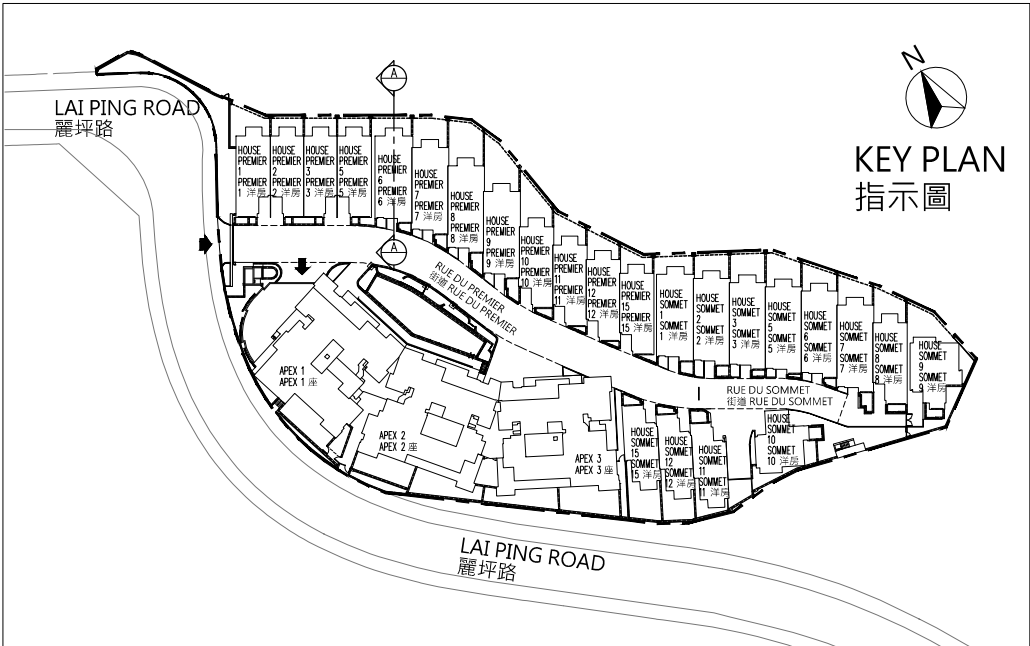 N
KEY PLAN
指示圖
LAI PING ROAD
麗坪路
A
HOUSE
PREMIER
1
PREMIER
1 洋房
HOUSE
PREMIER
2
PREMIER
2 洋房
HOUSE
PREMIER
3
PREMIER
3 洋房
HOUSE
PREMIER
5
PREMIER
5 洋房
HOUSE
PREMIER
6
PREMIER
6 洋房
HOUSE
PREMIER
7
PREMIER
7 洋房
HOUSE
PREMIER
8
PREMIER
8 洋房
HOUSE
PREMIER
9
PREMIER
9 洋房
HOUSE
PREMIER
10
PREMIER
10 洋房
HOUSE
PREMIER
11
PREMIER
11 洋房
HOUSE
PREMIER
12
PREMIER
12 洋房
HOUSE
PREMIER
15
PREMIER
15 洋房
HOUSE
SOMMET
1
SOMMET
1 洋房
HOUSE
SOMMET
2
SOMMET
2 洋房
HOUSE
SOMMET
3
SOMMET
3 洋房
HOUSE
SOMMET
5
SOMMET
5 洋房
HOUSE
SOMMET
6
SOMMET
6 洋房
HOUSE
SOMMET
7
SOMMET
7 洋房
HOUSE
SOMMET
8
SOMMET
8 洋房
HOUSE
SOMMET
9
SOMMET
9 洋房
A
RUE DU PREMIER
街道 RUE DU PREMIER
RUE DU SOMMET
街道 RUE DU SOMMET
APEX 1
APEX 1 座
APEX 2
APEX 2 座
APEX 3
APEX 3 座
HOUSE
SOMMET
15
SOMMET
15 洋房
HOUSE
SOMMET
12
SOMMET
12 洋房
HOUSE
SOMMET
11
SOMMET
11 洋房
HOUSE
SOMMET
10
SOMMET
10 洋房
LAI PING ROAD
麗坪路